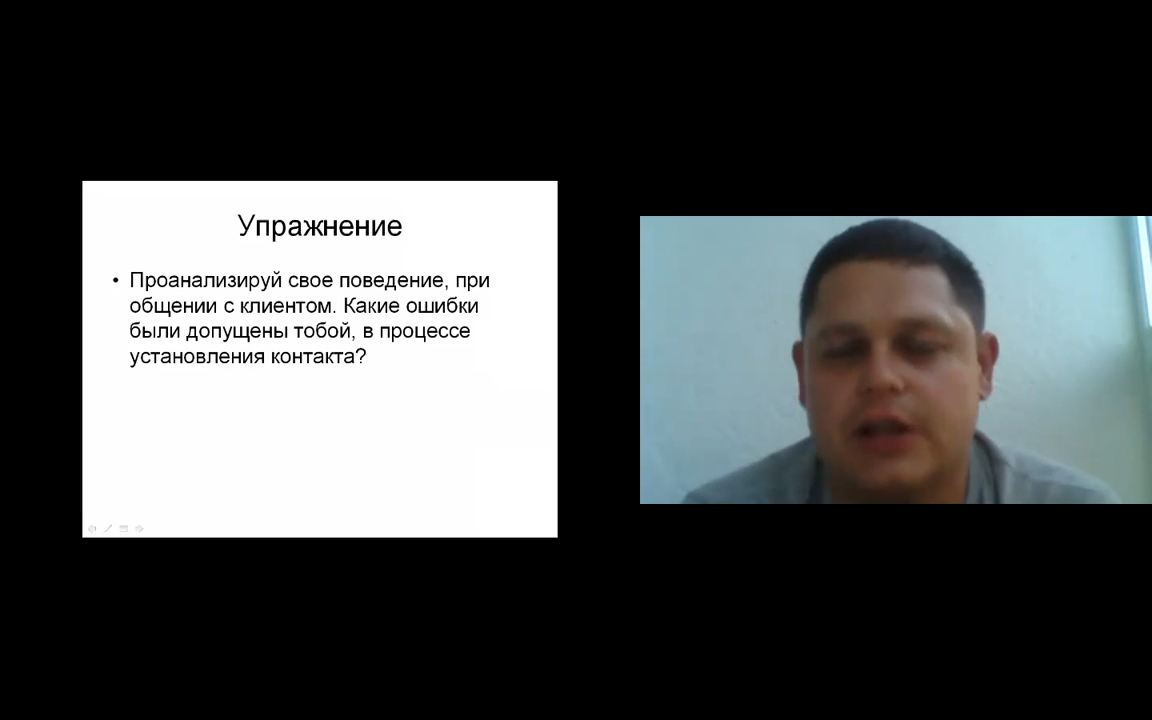 Упражнение
• Проанализируй свое поведение, при
общении с клиентом. Какие ошибки
были допущены тобой, в процессе
установления контакта?